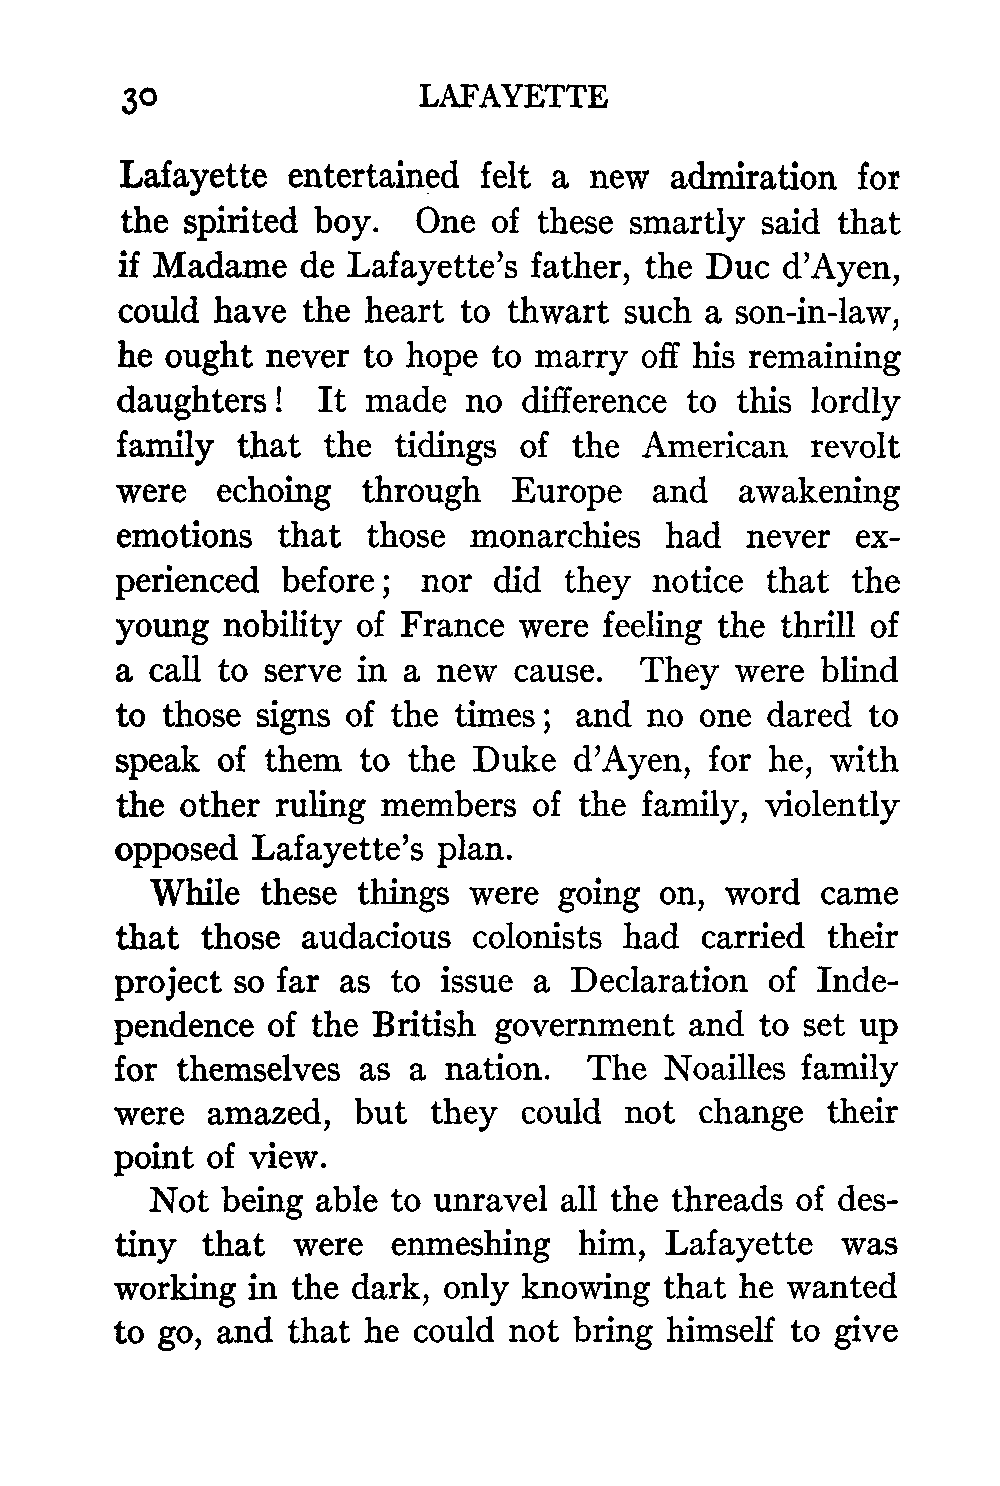 30 LAFAYETTE
Lafayette entertained felt a new admiration for
the spirited boy. One of these smartly said that
if Madame de Lafayette’s father, the Duc d’Ayen,
could have the heart to thwart such a son-in-law,
he ought never to hope to marry off his remaining
daughters! It made no difference to this lordly
family that the tidings of the American revolt
were echoing through Europe and awakening
emotions that those monarchies had never ex-
perienced before; nor did they notice that the
young nobility of France were feeling the thrill of
a call to serve in a new cause. They were blind
to those signs of the times; and no one dared to
speak of them to the Duke d’Ayen, for he, with
the other ruling members of the family, violently
opposed Lafayette’s plan.
While these things were going on, word came
that those audacious colonists had carried their
project so far as to issue a Declaration of Inde-
pendence of the British government and to set up
for themselves as a nation. The Noailles family
were amazed, but they could not change their
point of view.
Not being able to unravel all the threads of des-
tiny that were enmeshing him, Lafayette was
working in the dark, only knowing that he wanted
to go, and that he could not bring himself to give